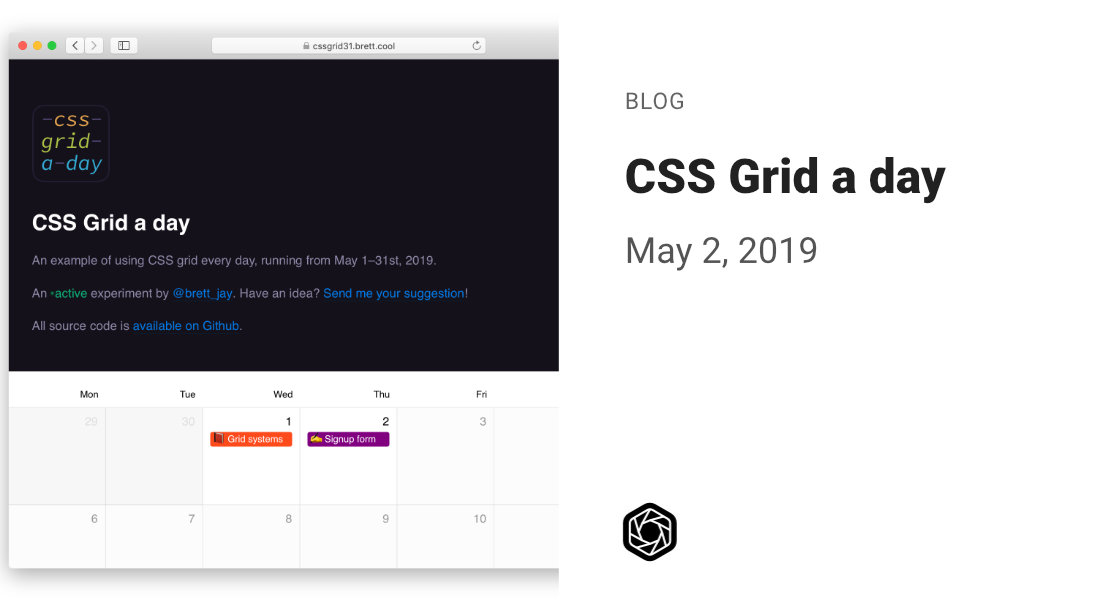 cssgrid31.brett.cool
-css-
grid-
a-day
CSS Grid a day
An example of using CSS grid every day, running from May 1–31st, 2019.
An •active experiment by @brett_jay. Have an idea? Send me your suggestion!
All source code is available on Github.
Mon Tue Wed Thu Fri
29 30 1 2 3
Grid systems Signup form
6 7 8 9 10
BLOG
CSS Grid a day
May 2, 2019